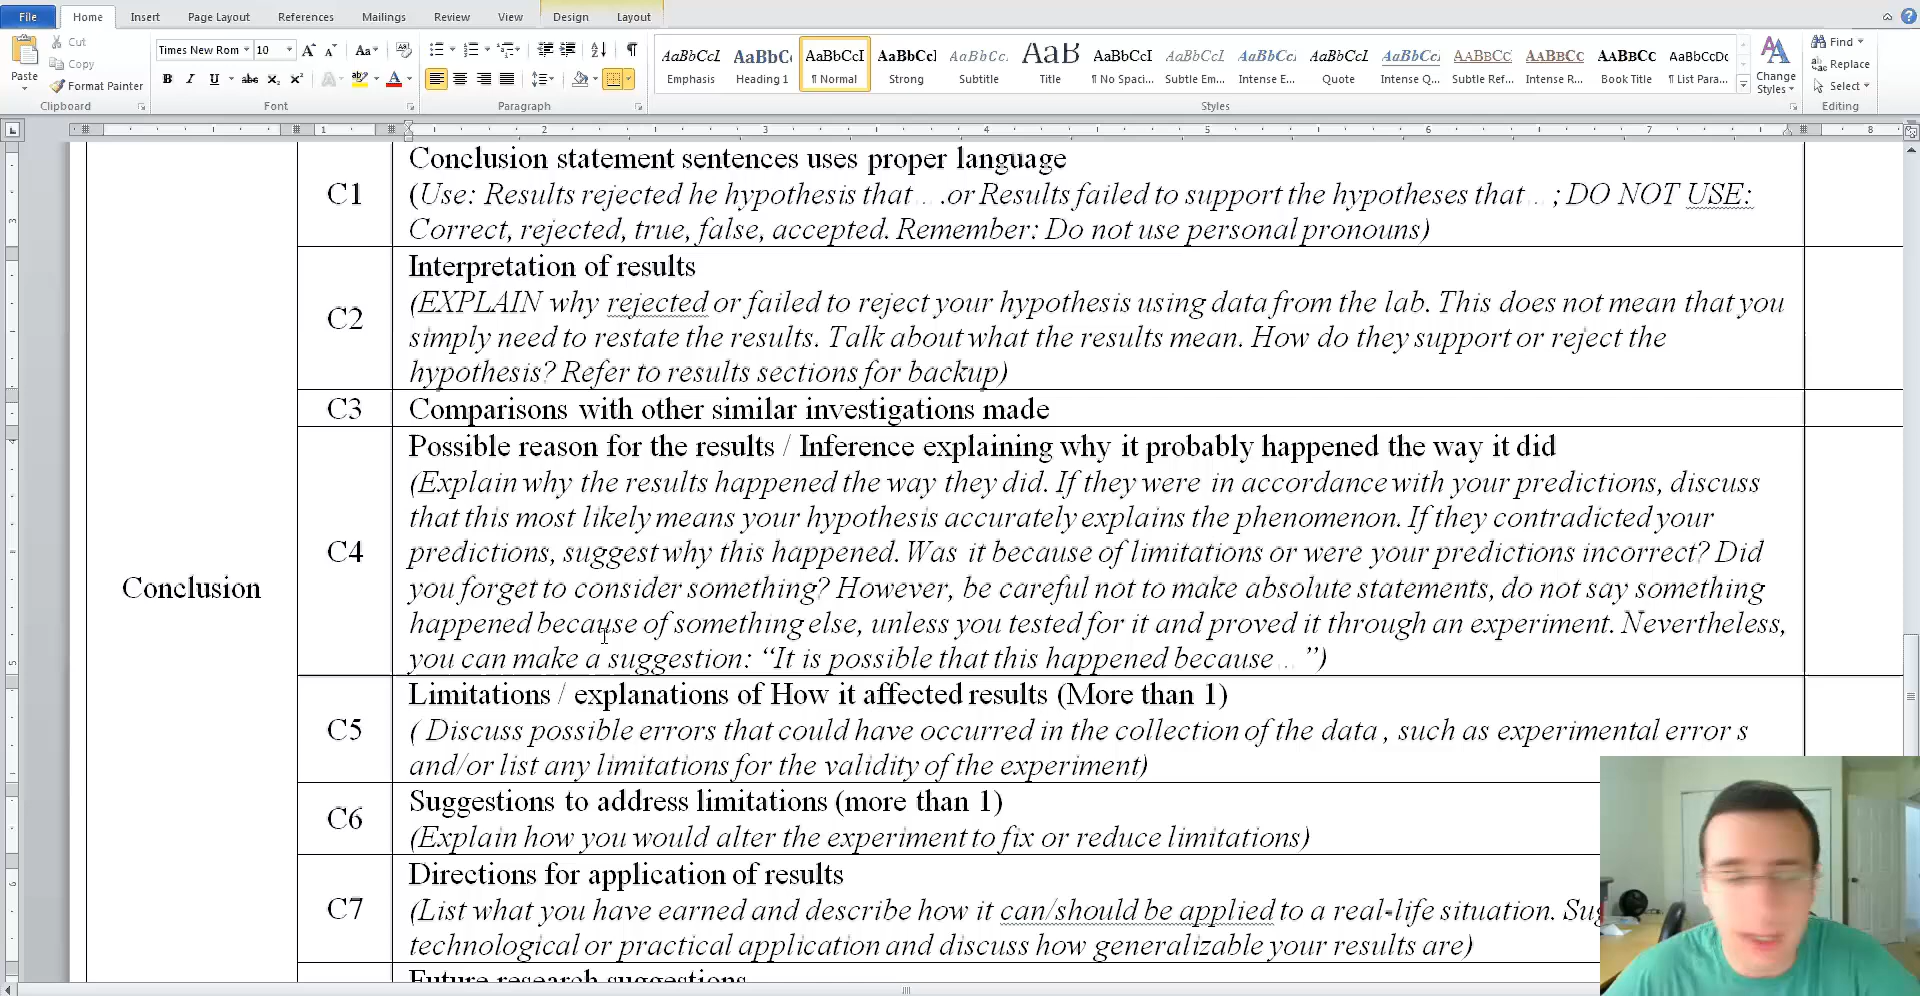 File Home Insert Page Layout References Mailings Review View Design Layout
Cut
Copy
Format Painter
Paste
Clipboard
Times New Rom 10
Font
Paragraph
AaBbCcI AaBbC AaBbCcI AaBbCcI AaBbCc AaB AaBbCcI AaBbCcI AaBbCcI AaBbCcI AaBbCcI AaBbCc AaBbCc AaBbCc AaBbCcDc
Emphasis Heading 1 ¶ Normal Strong Subtitle Title ¶ No Spaci... Subtle Em... Intense E... Quote Intense Q... Subtle Ref... Intense R... Book Title ¶ List Para...
Styles
Change
Styles
Find
Replace
Select
Editing
1 2 3 4 5 6 7 8
Conclusion
C1
Conclusion statement sentences uses proper language
(Use: Results rejected he hypothesis that … .or Results failed to support the hypotheses that … ; DO NOT USE:
Correct, rejected, true, false, accepted. Remember: Do not use personal pronouns)
C2
Interpretation of results
(EXPLAIN why rejected or failed to reject your hypothesis using data from the lab. This does not mean that you
simply need to restate the results. Talk about what the results mean. How do they support or reject the
hypothesis? Refer to results sections for backup)
C3
Comparisons with other similar investigations made
C4
Possible reason for the results / Inference explaining why it probably happened the way it did
(Explain why the results happened the way they did. If they were in accordance with your predictions, discuss
that this most likely means your hypothesis accurately explains the phenomenon. If they contradicted your
predictions, suggest why this happened. Was it because of limitations or were your predictions incorrect? Did
you forget to consider something? However, be careful not to make absolute statements, do not say something
happened because of something else, unless you tested for it and proved it through an experiment. Nevertheless,
you can make a suggestion: “It is possible that this happened because … ”)
C5
Limitations / explanations of How it affected results (More than 1)
( Discuss possible errors that could have occurred in the collection of the data , such as experimental error s
and/or list any limitations for the validity of the experiment)
C6
Suggestions to address limitations (more than 1)
(Explain how you would alter the experiment to fix or reduce limitations)
C7
Directions for application of results
(List what you have earned and describe how it can/should be applied to a real-life situation.
technological or practical application and discuss how generalizable your results are)
Future research suggestions